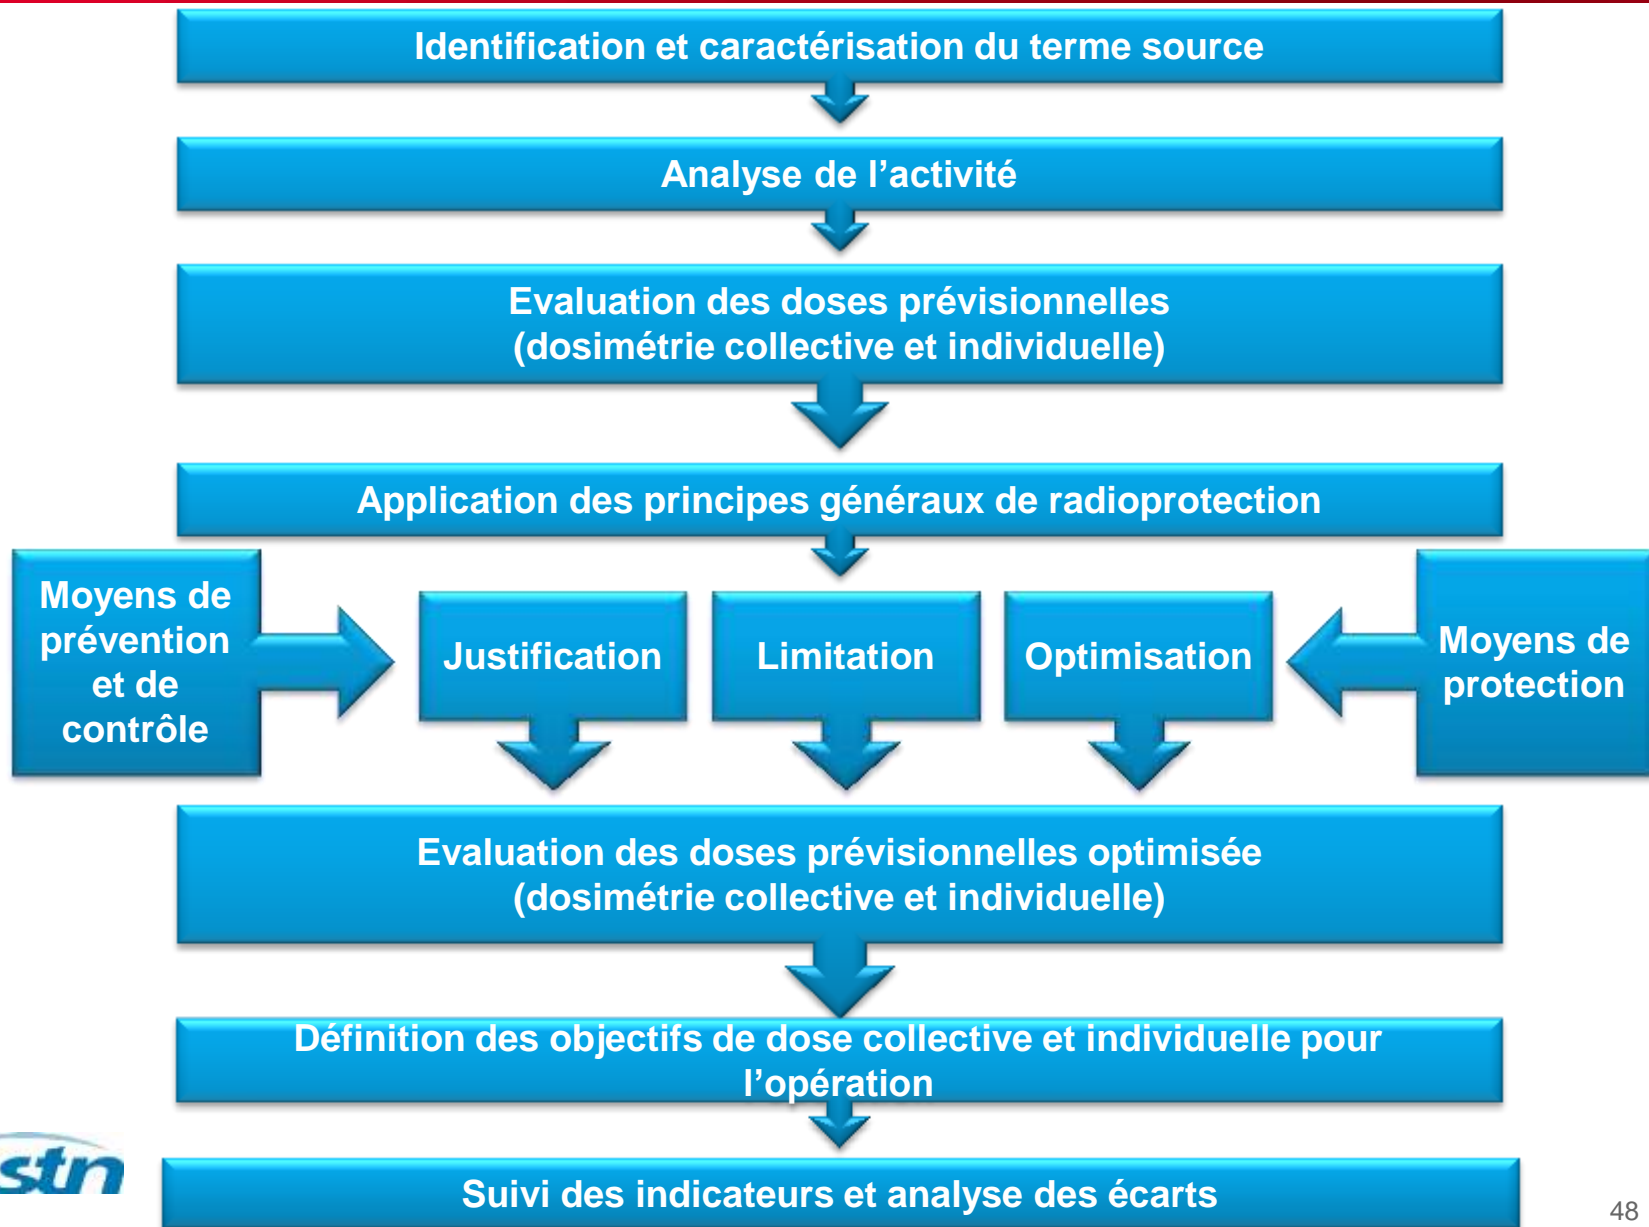 Identification et caractérisation du terme source
Analyse de l’activité
Evaluation des doses prévisionnelles
(dosimétrie collective et individuelle)
Application des principes généraux de radioprotection
Moyens de
prévention
et de
contrôle
Justification
Limitation
Optimisation
Moyens de
protection
Evaluation des doses prévisionnelles optimisée
(dosimétrie collective et individuelle)
Définition des objectifs de dose collective et individuelle pour
l’opération
Suivi des indicateurs et analyse des écarts
stn
48